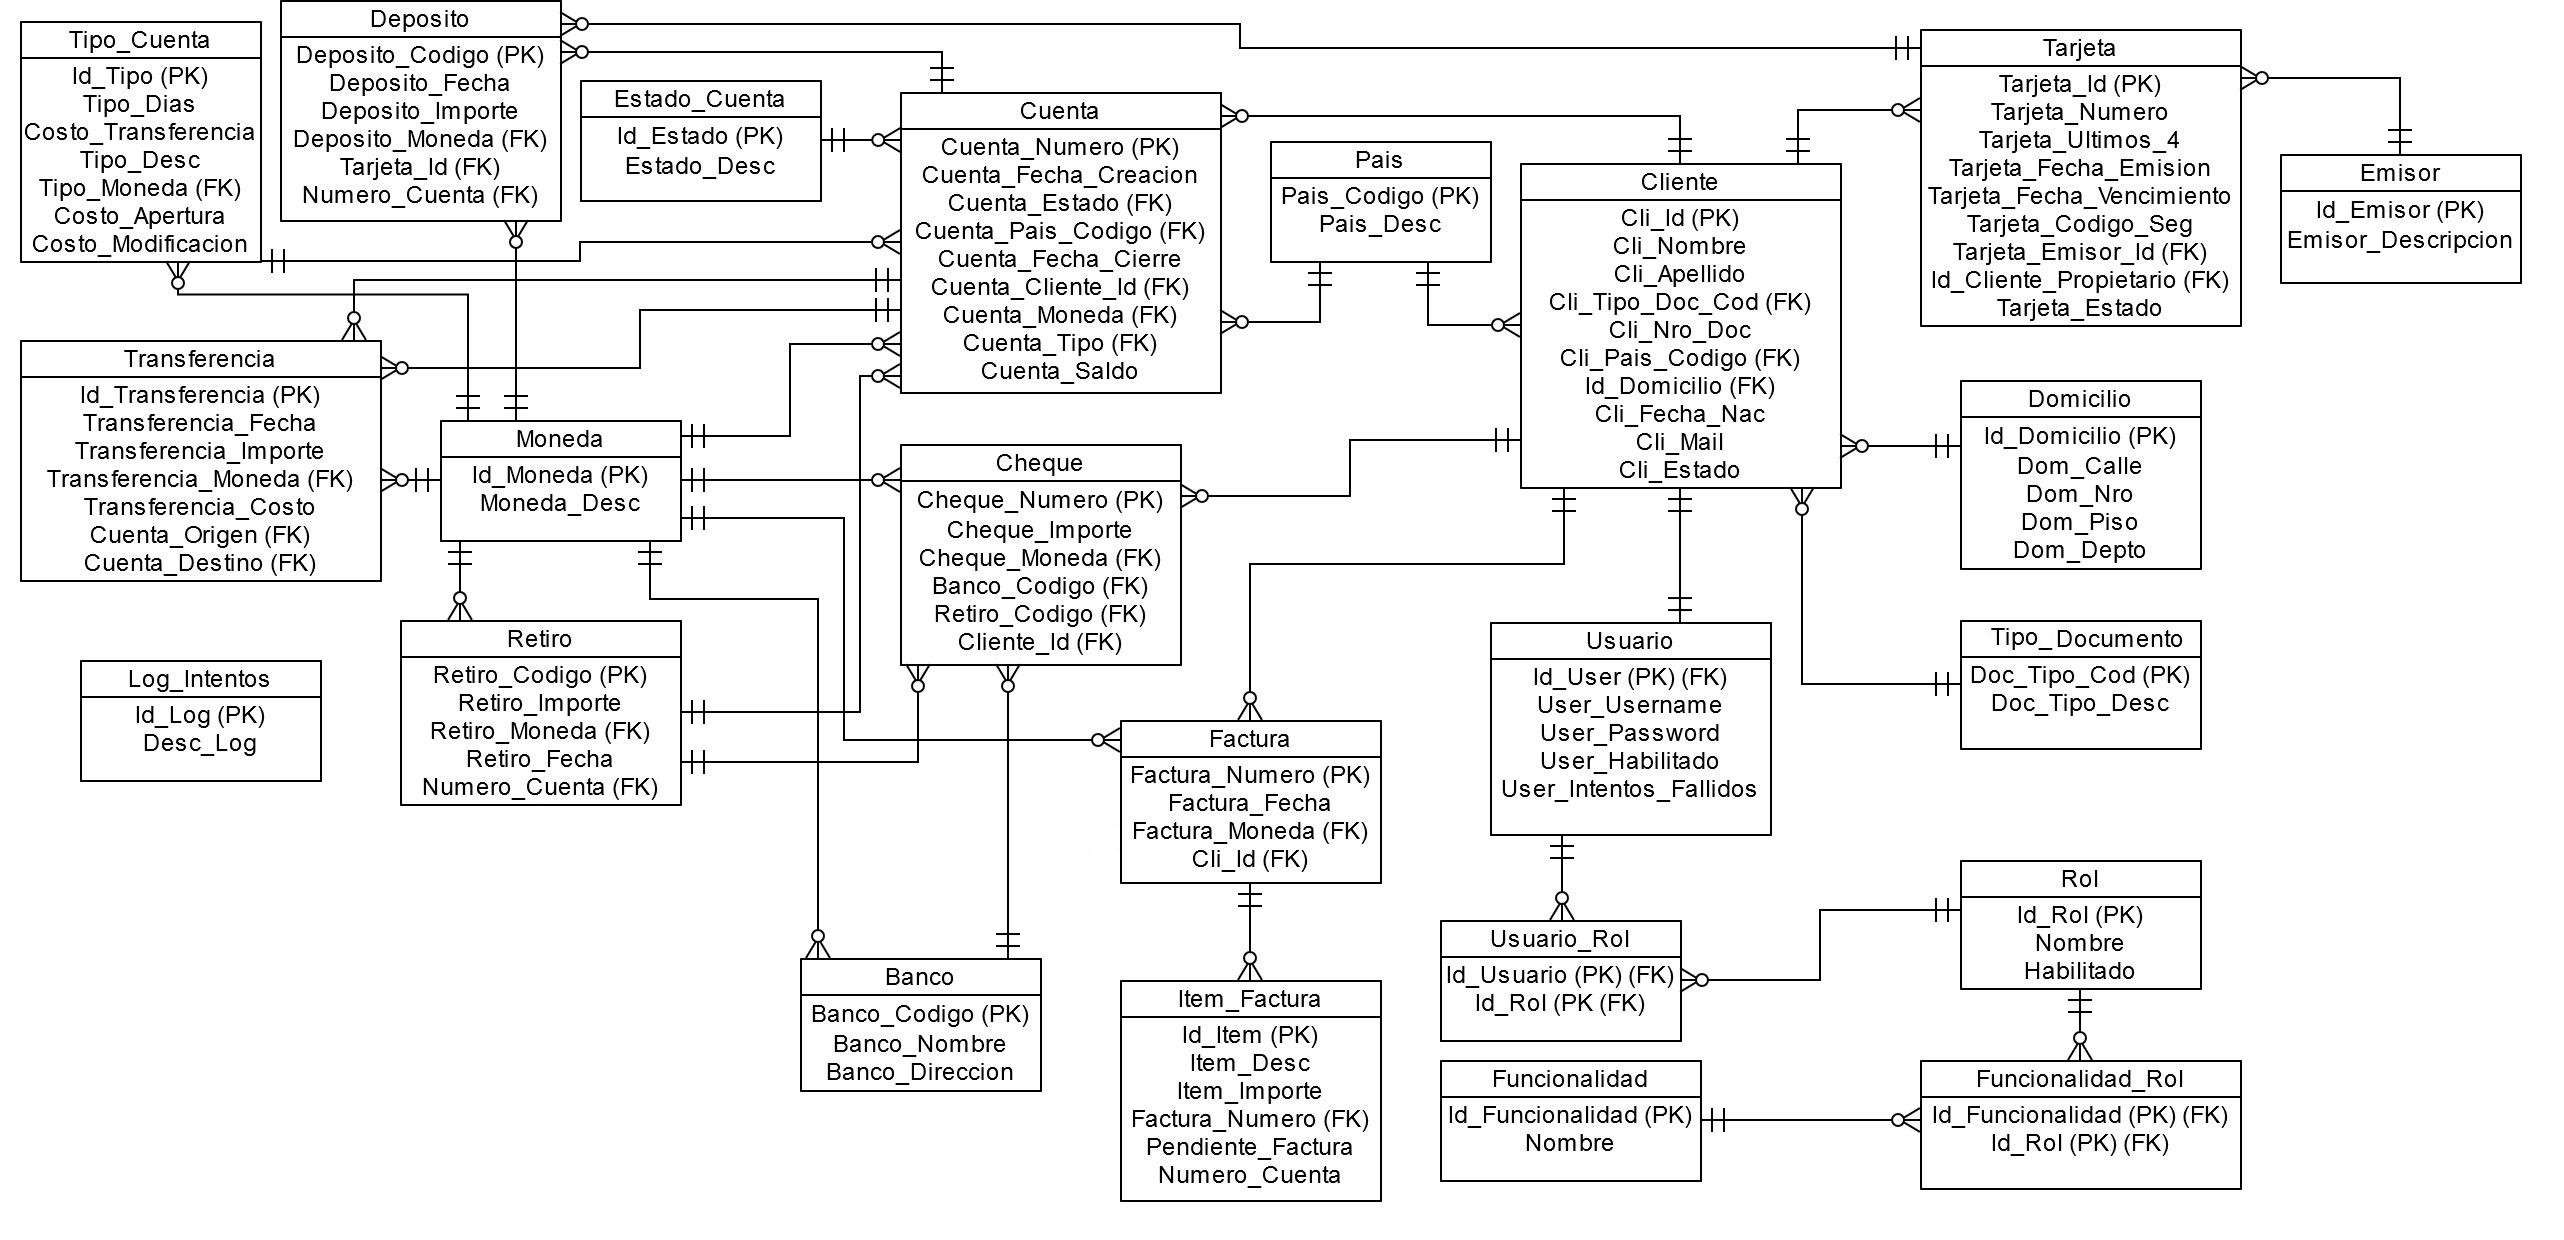 Tipo_Cuenta
Id_Tipo (PK)
Tipo_Dias
Costo_Transferencia
Tipo_Desc
Tipo_Moneda (FK)
Costo_Apertura
Costo_Modificacion
Deposito
Deposito_Codigo (PK)
Deposito_Fecha
Deposito_Importe
Deposito_Moneda (FK)
Tarjeta_Id (FK)
Numero_Cuenta (FK)
Estado_Cuenta
Id_Estado (PK)
Estado_Desc
Cuenta
Cuenta_Numero (PK)
Cuenta_Fecha_Creacion
Cuenta_Estado (FK)
Cuenta_Pais_Codigo (FK)
Cuenta_Fecha_Cierre
Cuenta_Cliente_Id (FK)
Cuenta_Moneda (FK)
Cuenta_Tipo (FK)
Cuenta_Saldo
Pais
Pais_Codigo (PK)
Pais_Desc
Cliente
Cli_Id (PK)
Cli_Nombre
Cli_Apellido
Cli_Tipo_Doc_Cod (FK)
Cli_Nro_Doc
Cli_Pais_Codigo (FK)
Id_Domicilio (FK)
Cli_Fecha_Nac
Cli_Mail
Cli_Estado
Tarjeta
Tarjeta_Id (PK)
Tarjeta_Numero
Tarjeta_Ultimos_4
Tarjeta_Fecha_Emision
Tarjeta_Fecha_Vencimiento
Tarjeta_Codigo_Seg
Tarjeta_Emisor_Id (FK)
Id_Cliente_Propietario (FK)
Tarjeta_Estado
Emisor
Id_Emisor (PK)
Emisor_Descripcion
Transferencia
Id_Transferencia (PK)
Transferencia_Fecha
Transferencia_Importe
Transferencia_Moneda (FK)
Transferencia_Costo
Cuenta_Origen (FK)
Cuenta_Destino (FK)
Moneda
Id_Moneda (PK)
Moneda_Desc
Cheque
Cheque_Numero (PK)
Cheque_Importe
Cheque_Moneda (FK)
Banco_Codigo (FK)
Retiro_Codigo (FK)
Cliente_Id (FK)
Domicilio
Id_Domicilio (PK)
Dom_Calle
Dom_Nro
Dom_Piso
Dom_Depto
Log_Intentos
Id_Log (PK)
Desc_Log
Retiro
Retiro_Codigo (PK)
Retiro_Importe
Retiro_Moneda (FK)
Retiro_Fecha
Numero_Cuenta (FK)
Usuario
Id_User (PK) (FK)
User_Username
User_Password
User_Habilitado
User_Intentos_Fallidos
Tipo_Documento
Doc_Tipo_Cod (PK)
Doc_Tipo_Desc
Factura
Factura_Numero (PK)
Factura_Fecha
Factura_Moneda (FK)
Cli_Id (FK)
Banco
Banco_Codigo (PK)
Banco_Nombre
Banco_Direccion
Item_Factura
Id_Item (PK)
Item_Desc
Item_Importe
Factura_Numero (FK)
Pendiente_Factura
Numero_Cuenta
Usuario_Rol
Id_Usuario (PK) (FK)
Id_Rol (PK (FK)
Rol
Id_Rol (PK)
Nombre
Habilitado
Funcionalidad
Id_Funcionalidad (PK)
Nombre
Funcionalidad_Rol
Id_Funcionalidad (PK) (FK)
Id_Rol (PK) (FK)